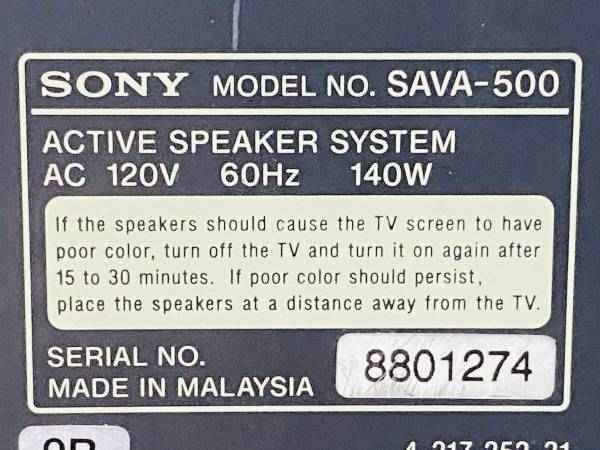 SONY MODEL NO. SAVA-500
ACTIVE SPEAKER SYSTEM
AC 120V 60Hz 140W
If the speakers should cause the TV screen to have
poor color, turn off the TV and turn it on again after
15 to 30 minutes. If poor color should persist,
place the speakers at a distance away from the TV.
SERIAL NO. 8801274
MADE IN MALAYSIA